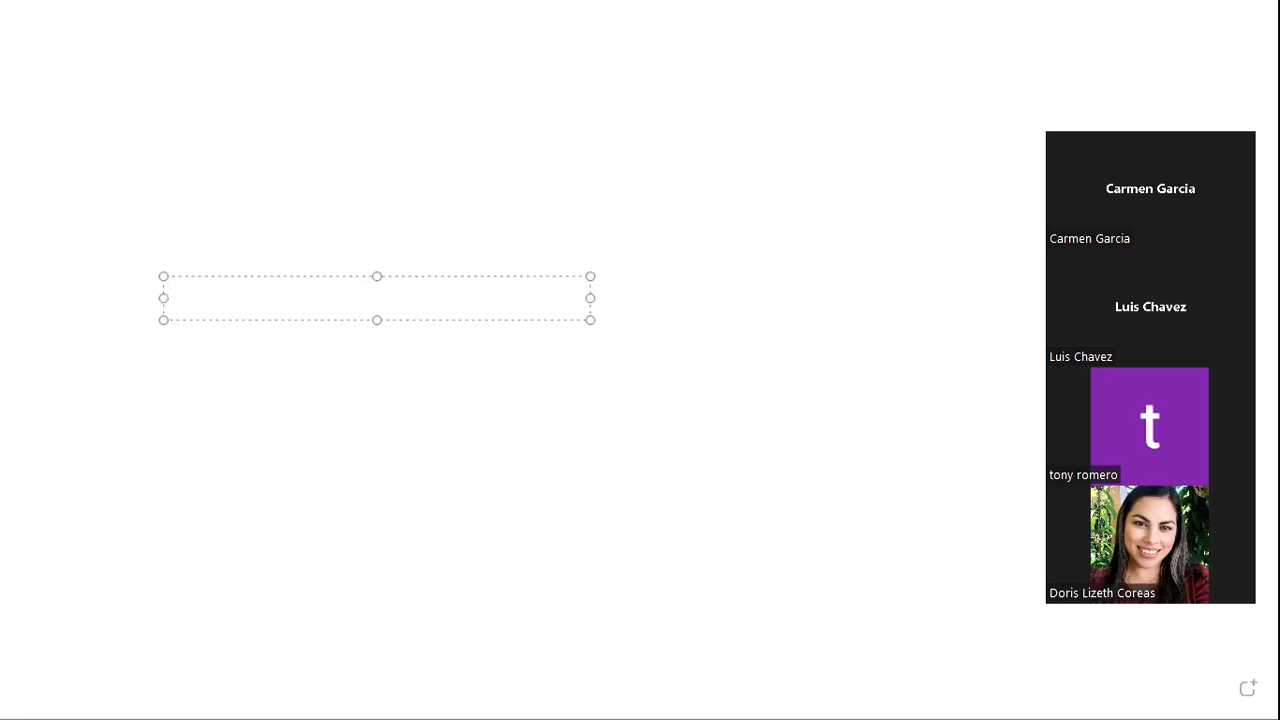 Carmen Garcia
Carmen Garcia
Luis Chavez
Luis Chavez
t
tony romero
Doris Lizeth Coreas